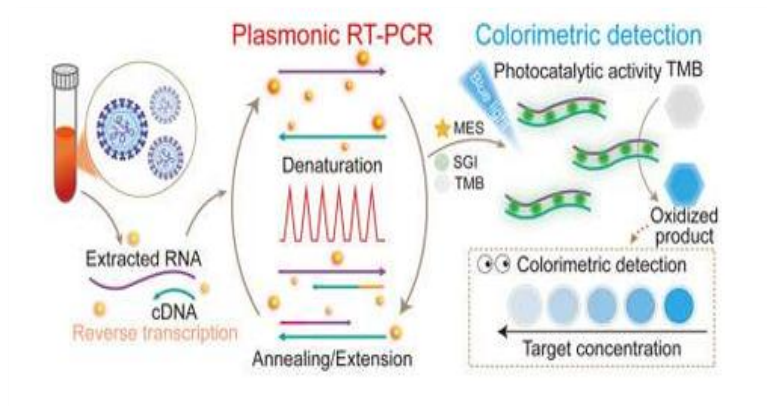 Plasmonic RT-PCR
Colorimetric detection
Photocatalytic activity TMB
Blue light
MES
SGI
TMB
Denaturation
Extracted RNA
cDNA
Reverse transcription
Annealing/Extension
Oxidized
product
Colorimetric detection
Target concentration